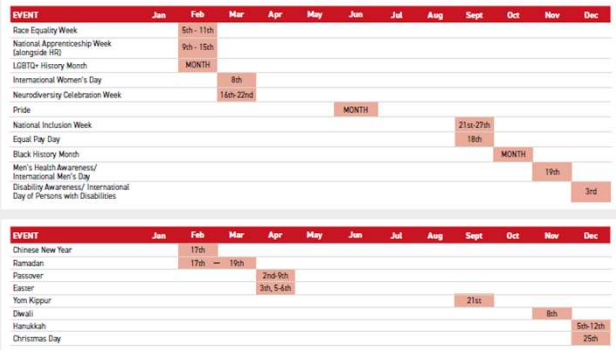 EVENT Jan Feb Mar Apr May Jun Jul Aug Sept Oct Nov Dec
Race Equality Week 5th - 11th
National Apprenticeship Week
(alongside HR) 9th - 15th
LGBTQ+ History Month MONTH
International Women's Day 8th
Neurodiversity Celebration Week 16th-22nd
Pride MONTH
National Inclusion Week 21st-27th
Equal Pay Day 18th
Black History Month MONTH
Men's Health Awareness/
International Men's Day 19th
Disability Awareness/ International
Day of Persons with Disabilities 3rd
EVENT Jan Feb Mar Apr May Jun Jul Aug Sept Oct Nov Dec
Chinese New Year 17th
Ramadan 17th — 19th
Passover 2nd-9th
Easter 3th, 5-6th
Yom Kippur 21st
Diwali 8th
Hanukkah 5th-12th
Chrismas Day 25th